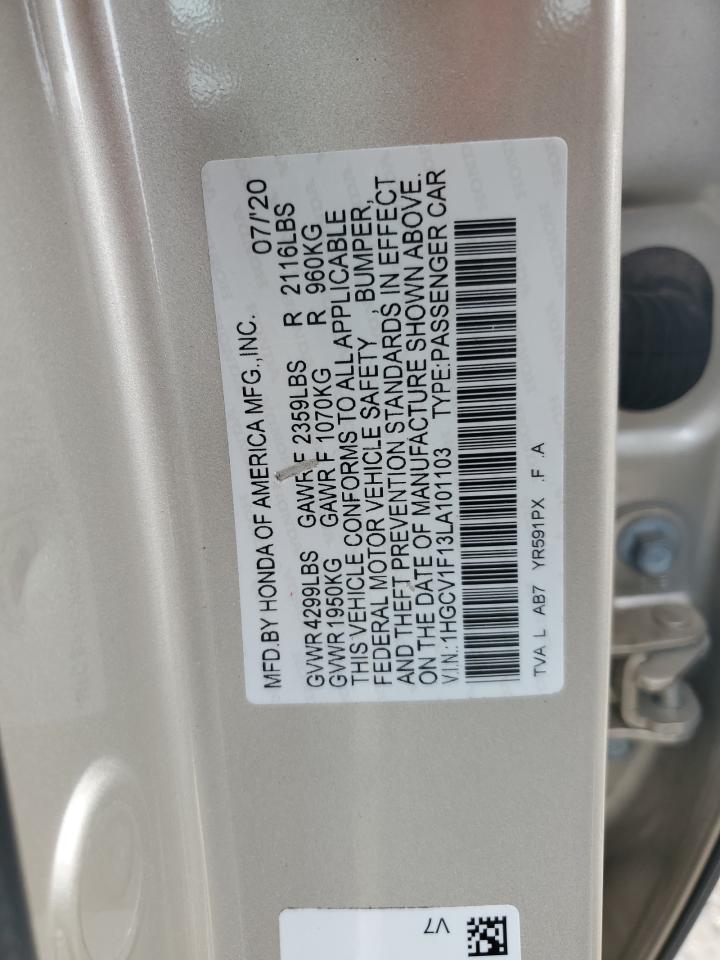 MFD.BY HONDA OF AMERICA MFG.,INC. 07/'20
GVWR 4299LBS GAWR F 2359LBS R 2116LBS
GVWR 1950KG GAWR F 1070KG R 960KG
THIS VEHICLE CONFORMS TO ALL APPLICABLE
FEDERAL MOTOR VEHICLE SAFETY , BUMPER,
AND THEFT PREVENTION STANDARDS IN EFFECT
ON THE DATE OF MANUFACTURE SHOWN ABOVE.
V.I.N.:1HGCV1F13LA101103 TYPE:PASSENGER CAR
TVA L AB7 YR591PX .F .A
V7